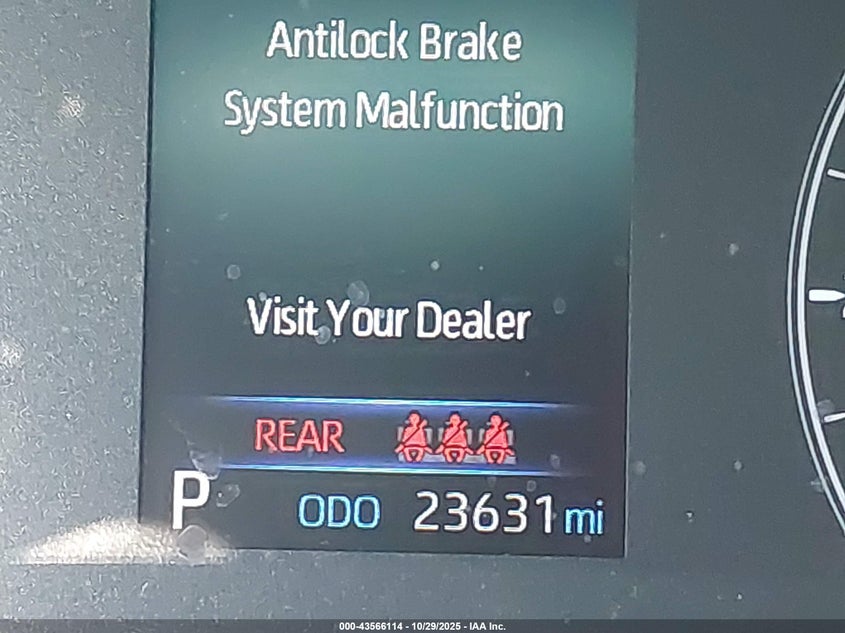 Antilock Brake
System Malfunction
Visit Your Dealer
REAR
P ODO 23631 mi
000-43566114 - 10/29/2025 - IAA Inc.